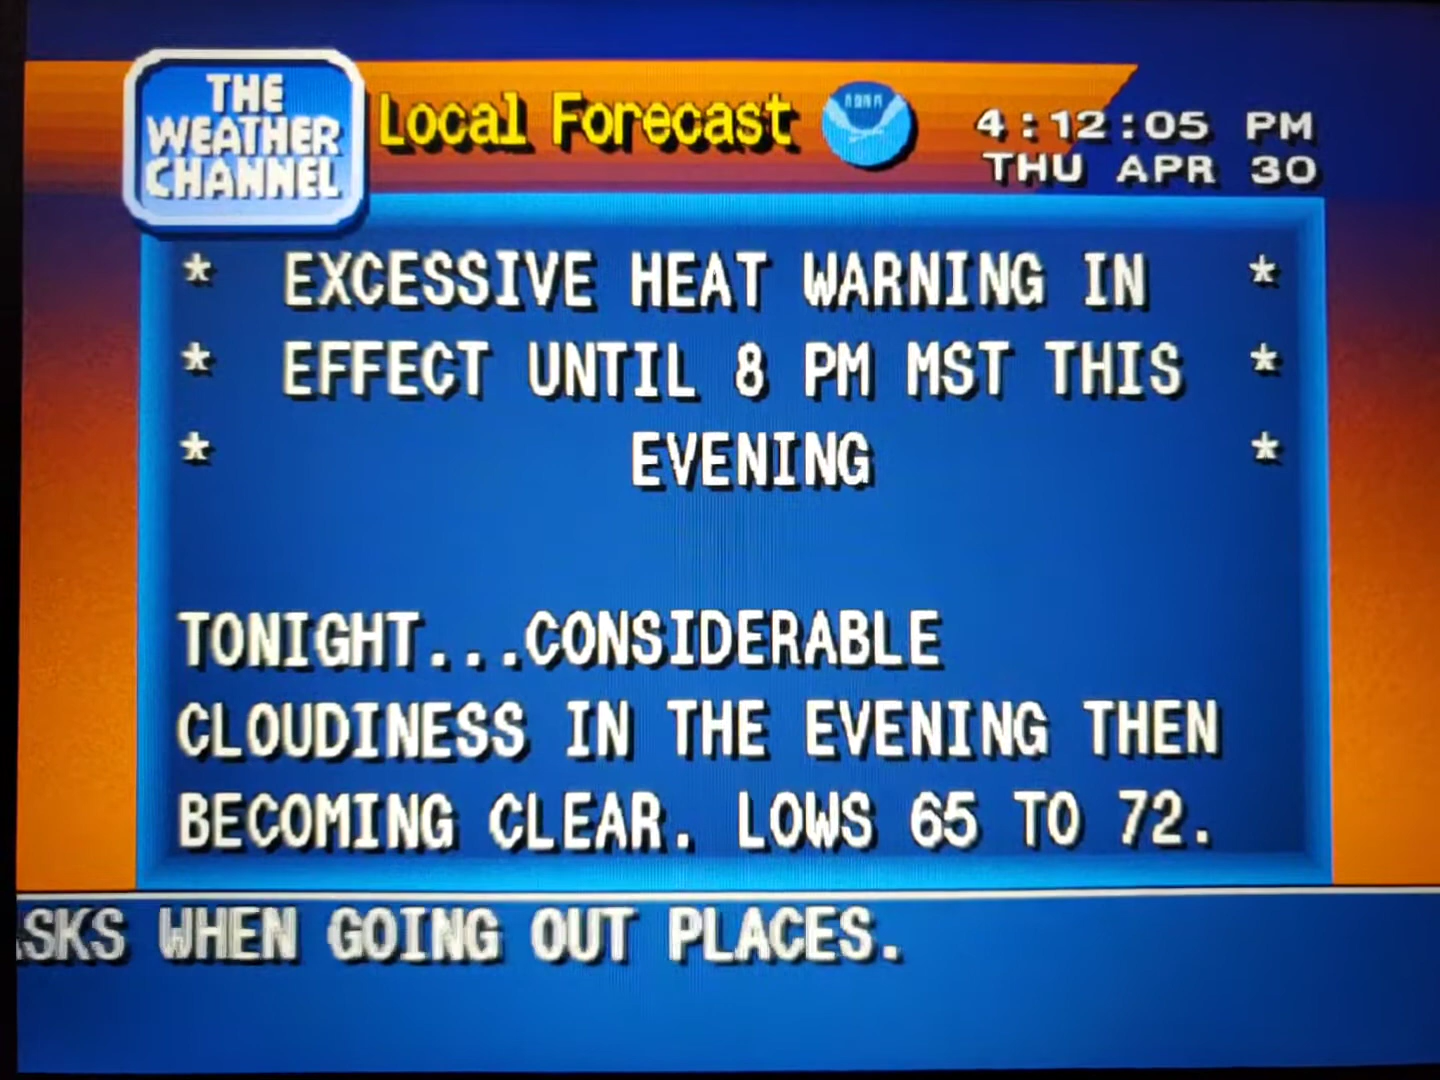 THE
WEATHER
CHANNEL
Local Forecast
NOAA
4:12:05 PM
THU APR 30
* EXCESSIVE HEAT WARNING IN *
* EFFECT UNTIL 8 PM MST THIS *
* EVENING *
TONIGHT...CONSIDERABLE
CLOUDINESS IN THE EVENING THEN
BECOMING CLEAR. LOWS 65 TO 72.
WHEN GOING OUT PLACES.